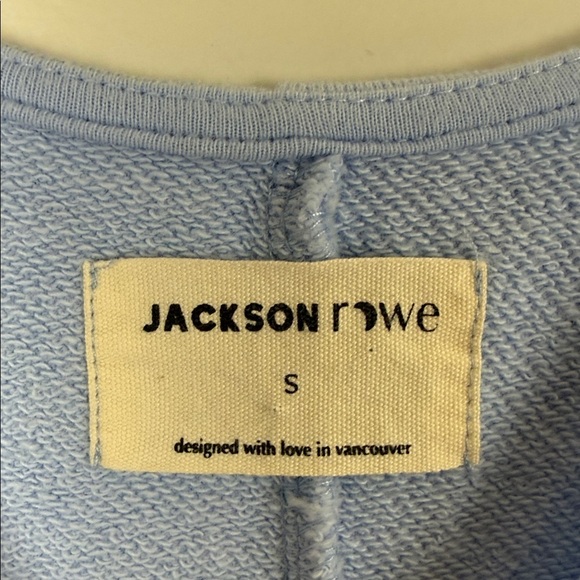 JACKSON rowe
S
designed with love in vancouver